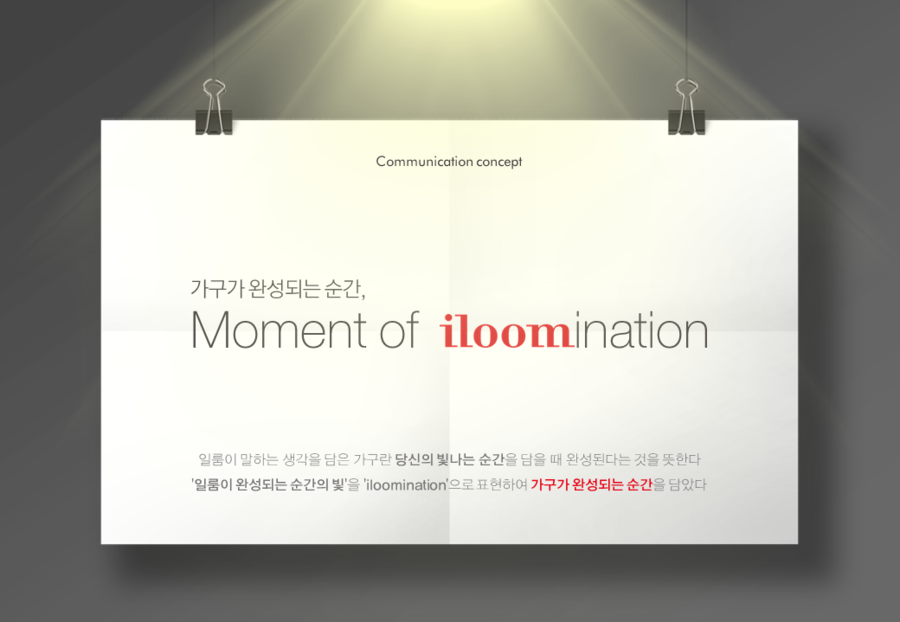 Communication concept
가구가 완성되는 순간,
Moment of iloomination
일룸이 말하는 생각을 담은 가구란 당신의 빛나는 순간을 담을 때 완성된다는 것을 뜻한다
'일룸이 완성되는 순간의 빛'을 'iloomination'으로 표현하여 가구가 완성되는 순간을 담았다